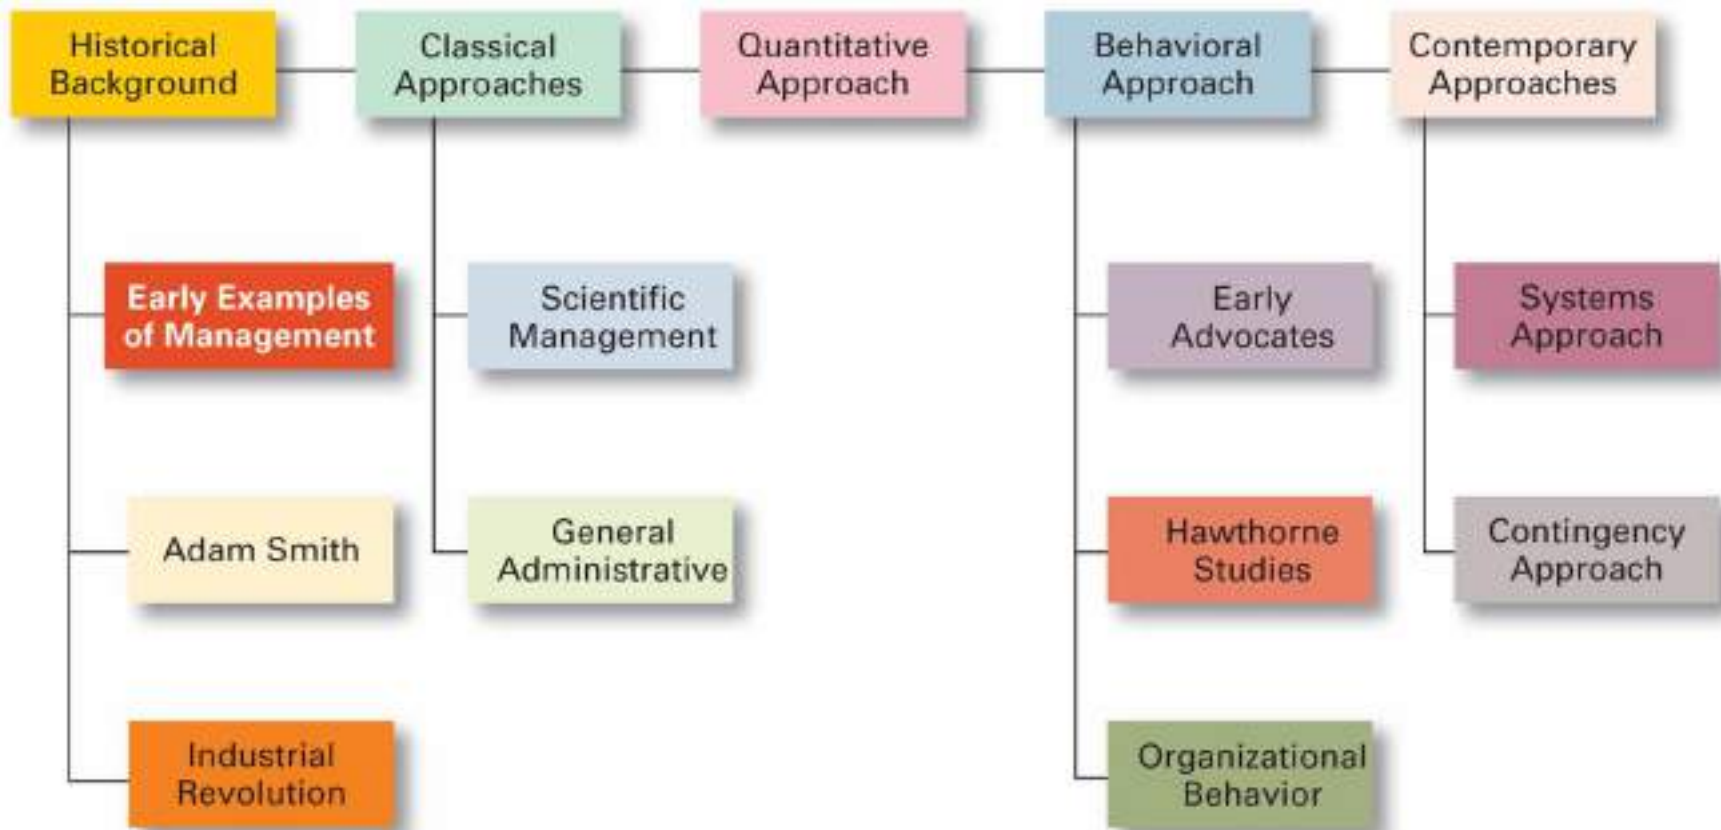 Historical
Background
Classical
Approaches
Quantitative
Approach
Behavioral
Approach
Contemporary
Approaches
Early Examples
of Management
Scientific
Management
Early
Advocates
Systems
Approach
Adam Smith
General
Administrative
Hawthorne
Studies
Contingency
Approach
Industrial
Revolution
Organizational
Behavior